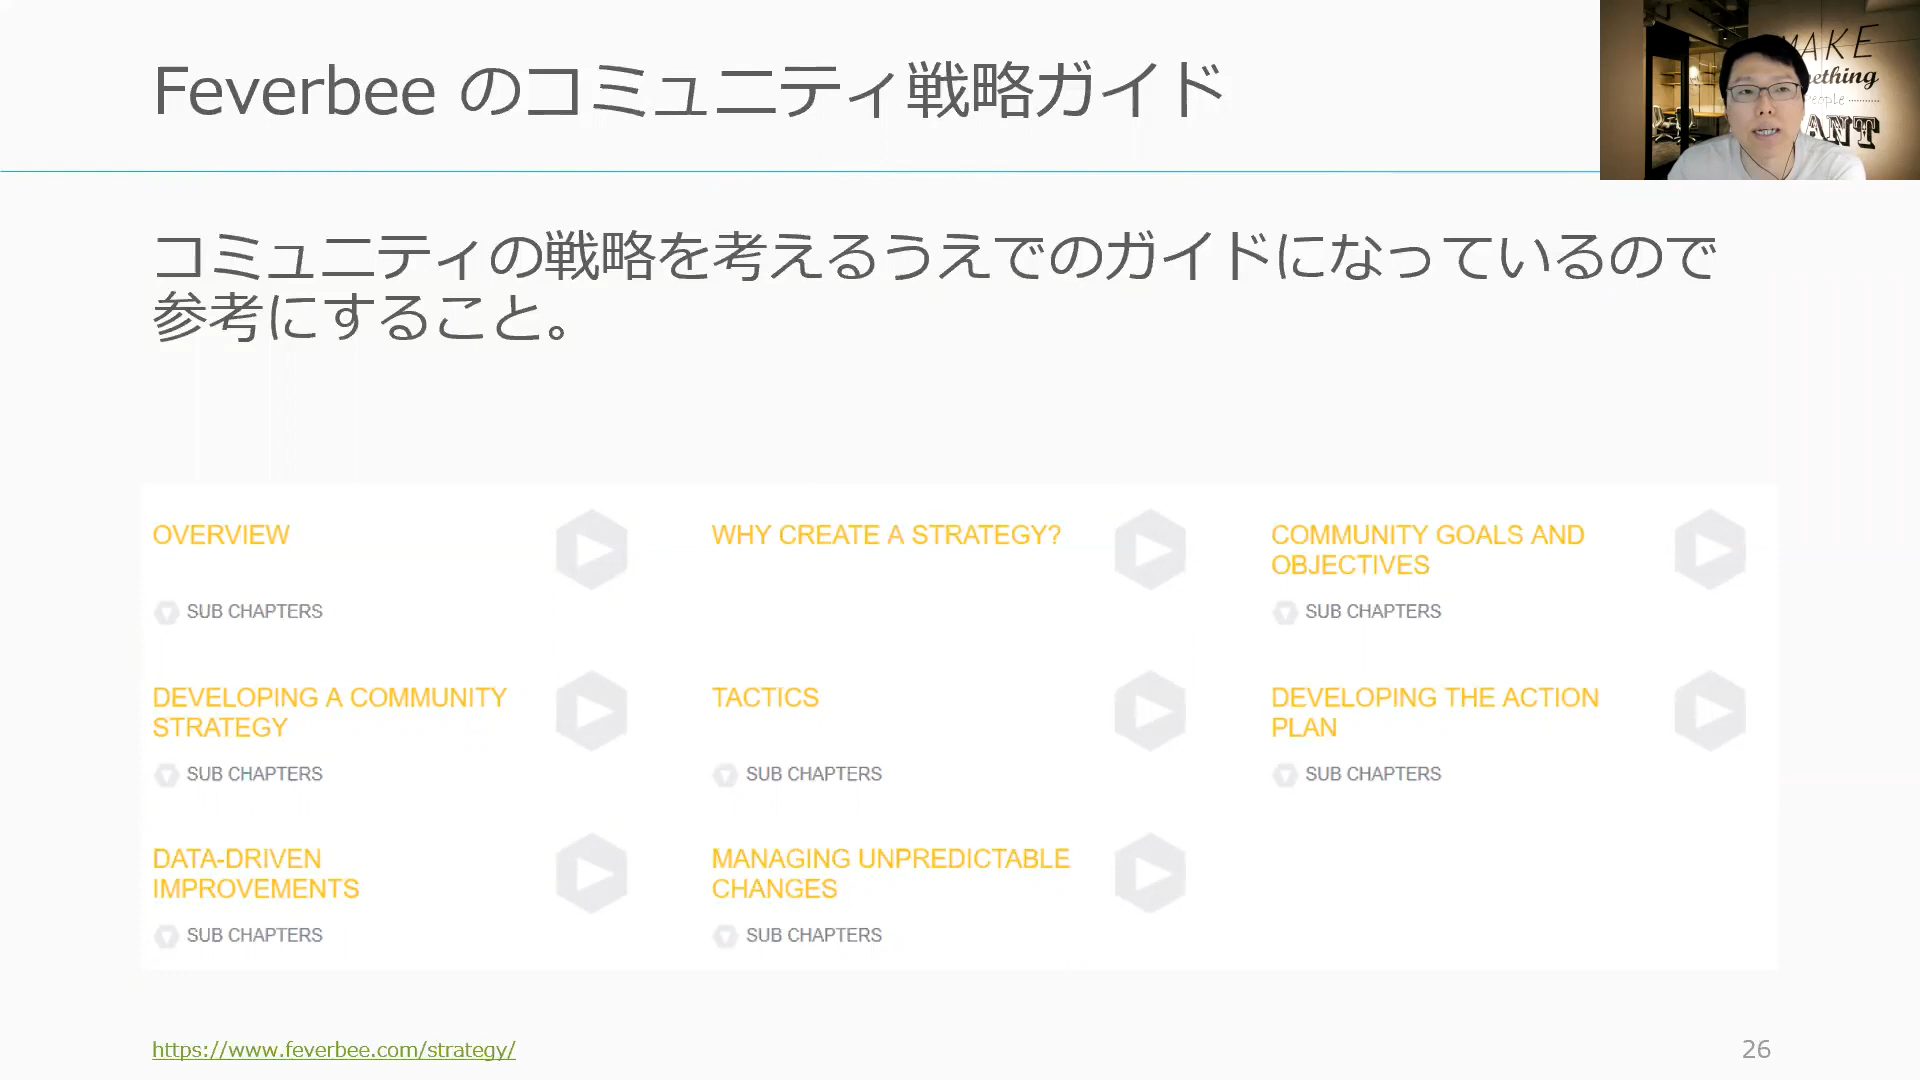 Feverbee のコミュニティ戦略ガイド
MAKE
ething
People
ANT
コミュニティの戦略を考えるうえでのガイドになっているので
参考にすること。
OVERVIEW
SUB CHAPTERS
WHY CREATE A STRATEGY?
COMMUNITY GOALS AND
OBJECTIVES
SUB CHAPTERS
DEVELOPING A COMMUNITY
STRATEGY
SUB CHAPTERS
TACTICS
SUB CHAPTERS
DEVELOPING THE ACTION
PLAN
SUB CHAPTERS
DATA-DRIVEN
IMPROVEMENTS
SUB CHAPTERS
MANAGING UNPREDICTABLE
CHANGES
SUB CHAPTERS
https://www.feverbee.com/strategy/
26